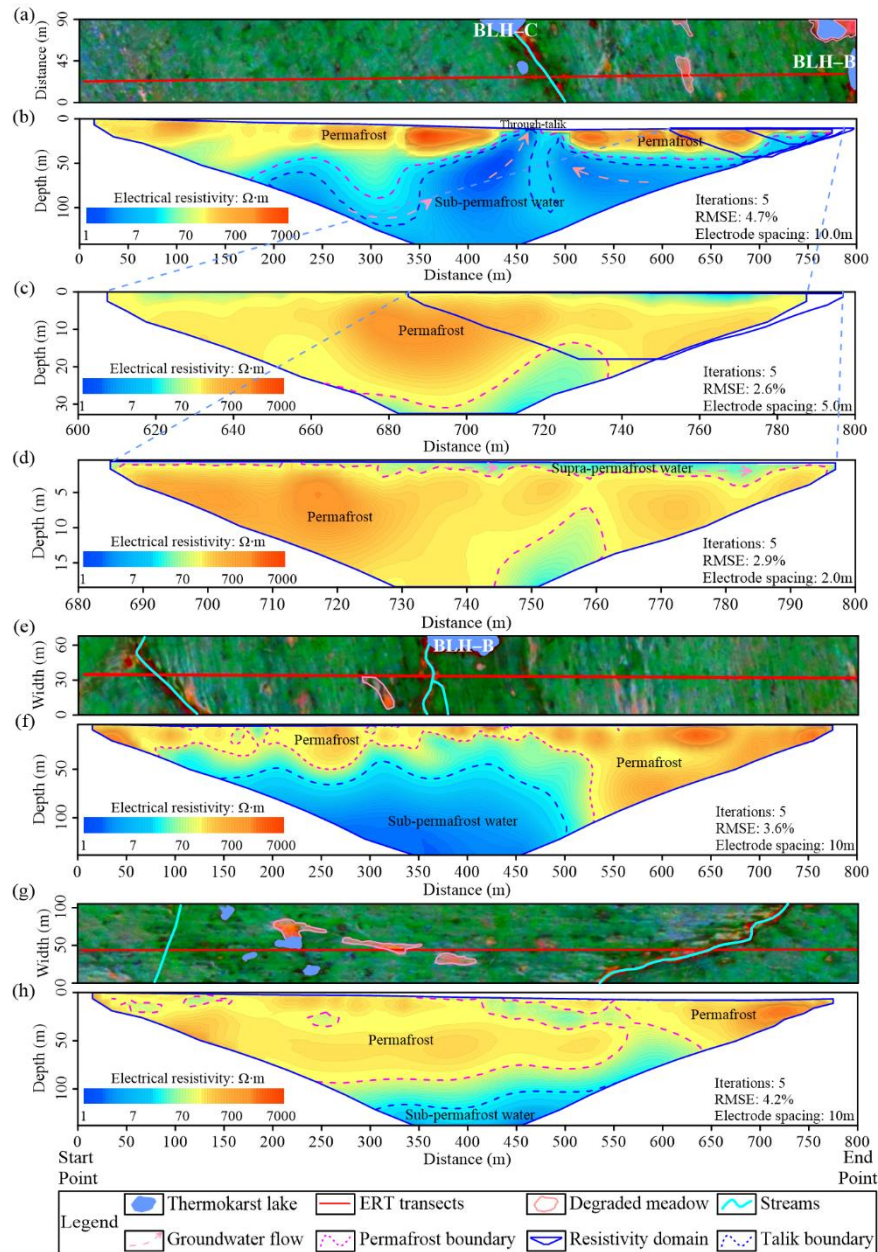 (a)
90
45
0
Distance (m)
BLH–C
BLH–B
(b)
0
50
100
Depth (m)
Through-talik
Permafrost
Permafrost
Sub-permafrost water
Electrical resistivity: Ω·m
1 7 70 700 7000
Iterations: 5
RMSE: 4.7%
Electrode spacing: 10.0m
0 50 100 150 200 250 300 350 400 450 500 550 600 650 700 750 800
Distance (m)
(c)
0
10
20
30
Depth (m)
Permafrost
Electrical resistivity: Ω·m
1 7 70 700 7000
Iterations: 5
RMSE: 2.6%
Electrode spacing: 5.0m
600 620 640 660 680 700 720 740 760 780 800
Distance (m)
(d)
5
10
15
Depth (m)
Supra-permafrost water
Permafrost
Electrical resistivity: Ω·m
1 7 70 700 7000
Iterations: 5
RMSE: 2.9%
Electrode spacing: 2.0m
680 700 710 720 730 740 750 760 770 780 790 800
Distance (m)
(e)
60
30
0
Width (m)
BLH–B
(f)
0
50
100
Depth (m)
Permafrost
Permafrost
Sub-permafrost water
Electrical resistivity: Ω·m
1 7 70 700 7000
Iterations: 5
RMSE: 3.6%
Electrode spacing: 10m
0 50 100 150 200 250 300 350 400 450 500 550 600 650 700 750 800
Distance (m)
(g)
100
50
0
Width (m)
(h)
0
50
100
Depth (m)
Permafrost
Permafrost
Sub-permafrost water
Electrical resistivity: Ω·m
1 7 70 700 7000
Iterations: 5
RMSE: 4.2%
Electrode spacing: 10m
0 50 100 150 200 250 300 350 400 450 500 550 600 650 700 750 800
Distance (m)
Start
Point
End
Point
Legend
Thermokarst lake
ERT transects
Degraded meadow
Streams
Groundwater flow
Permafrost boundary
Resistivity domain
Talik boundary